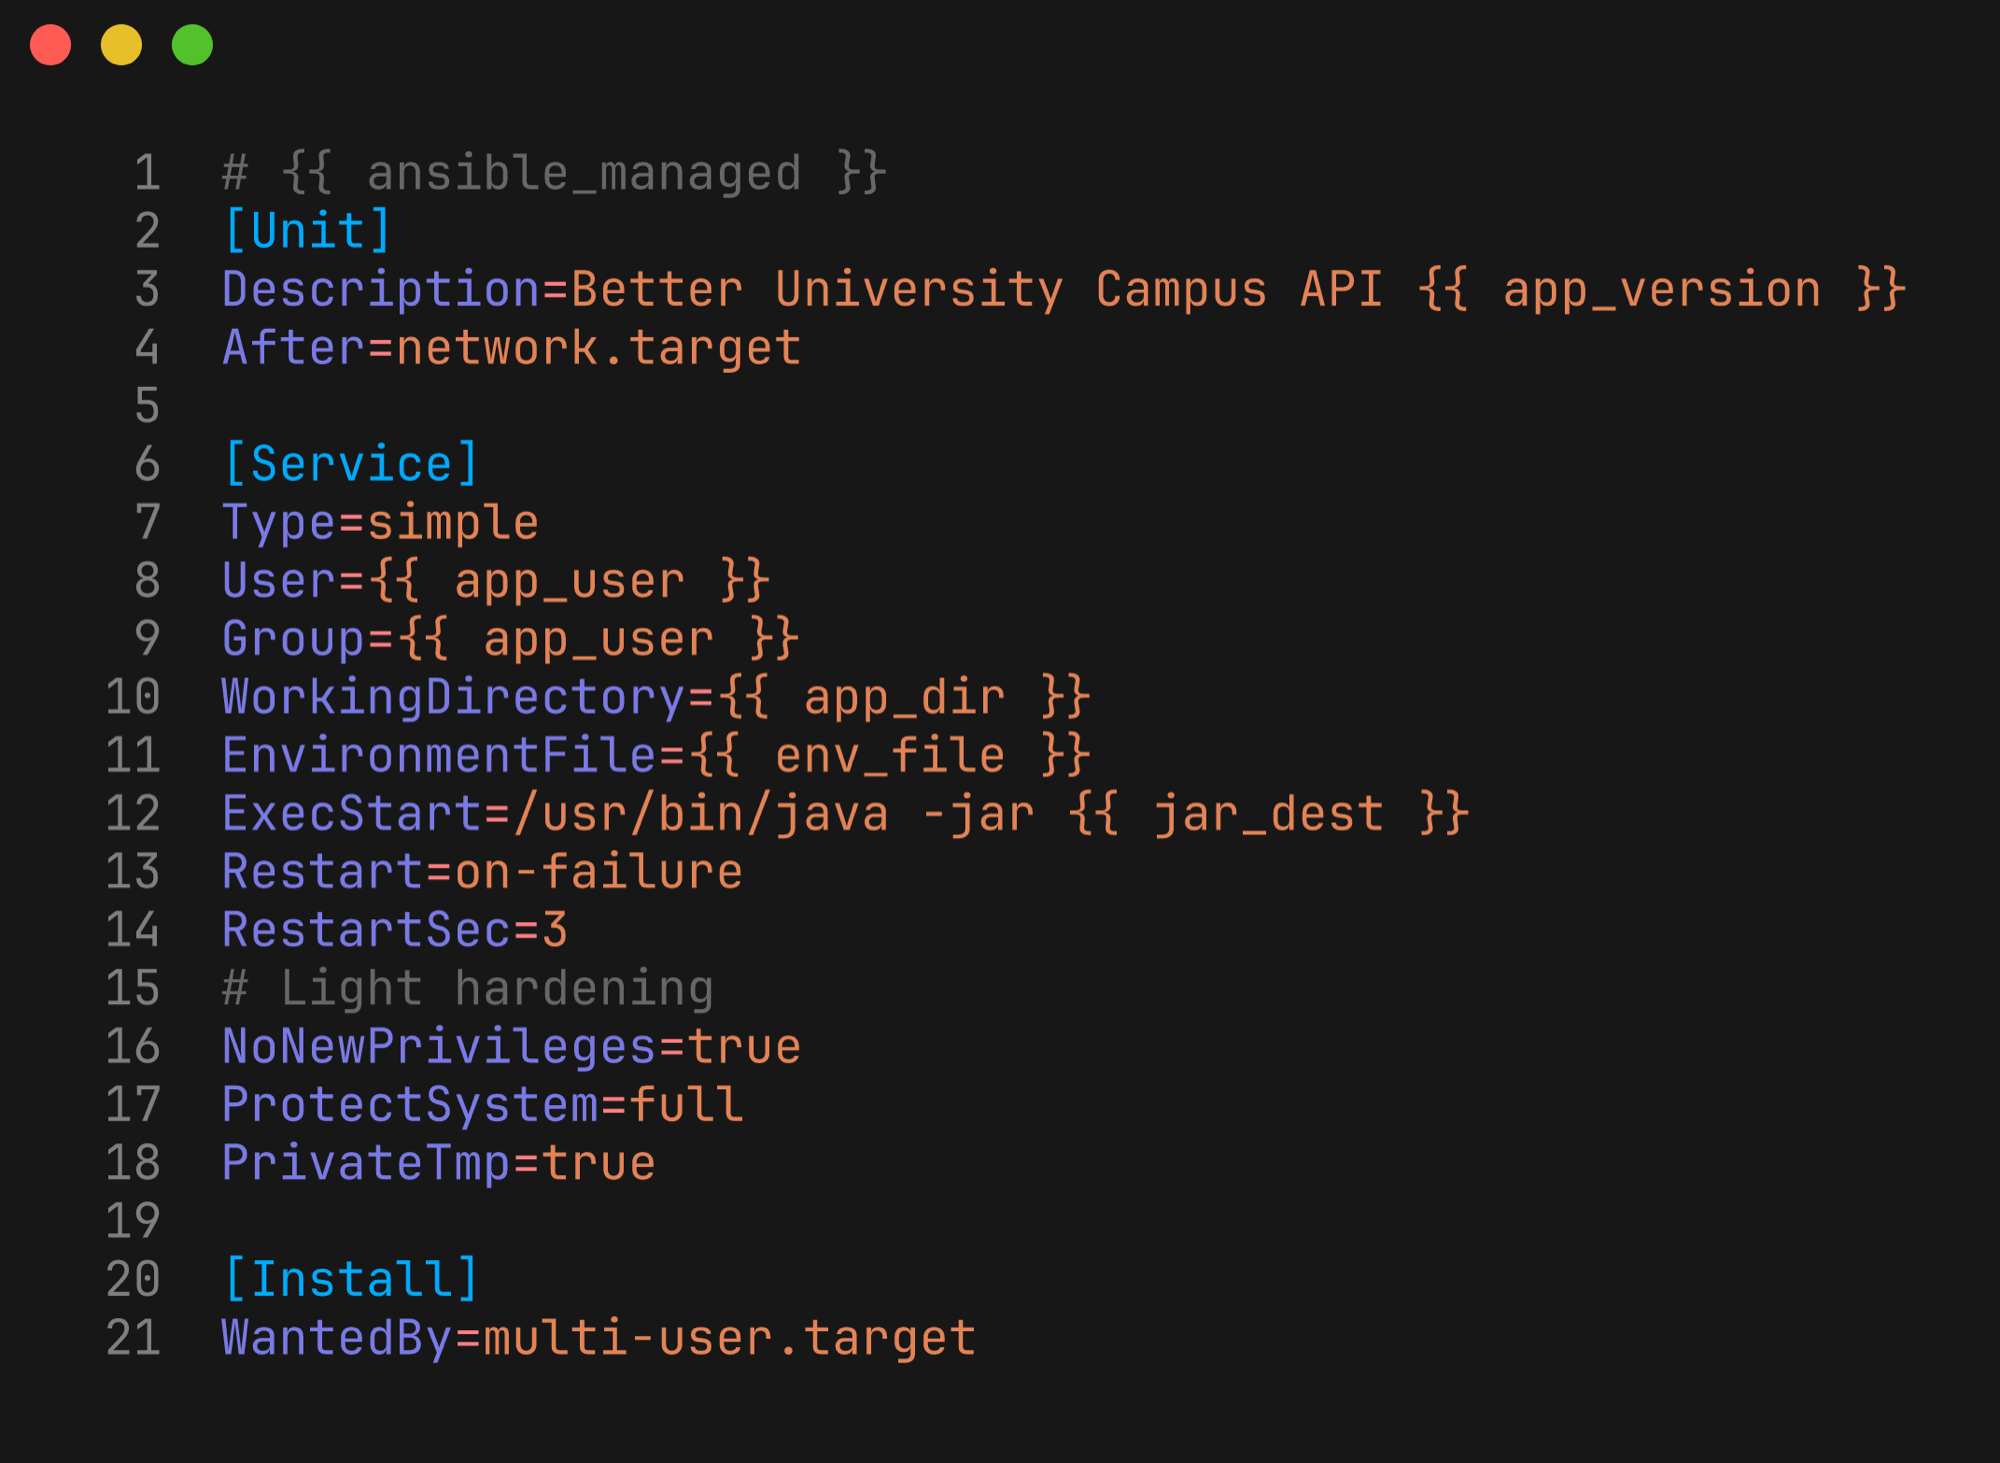 1 # {{ ansible_managed }}
2 [Unit]
3 Description=Better University Campus API {{ app_version }}
4 After=network.target
5
6 [Service]
7 Type=simple
8 User={{ app_user }}
9 Group={{ app_user }}
10 WorkingDirectory={{ app_dir }}
11 EnvironmentFile={{ env_file }}
12 ExecStart=/usr/bin/java -jar {{ jar_dest }}
13 Restart=on-failure
14 RestartSec=3
15 # Light hardening
16 NoNewPrivileges=true
17 ProtectSystem=full
18 PrivateTmp=true
19
20 [Install]
21 WantedBy=multi-user.target